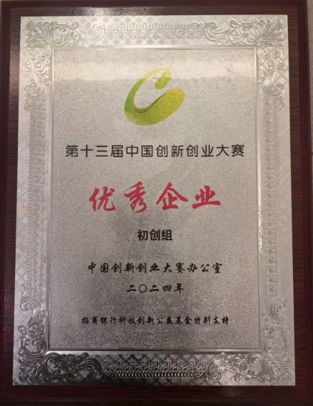 第十三届中国创新创业大赛
优秀企业
初创组
中国创新创业大赛办公室
二〇二四年
招商银行科技创新公益基金特别支持